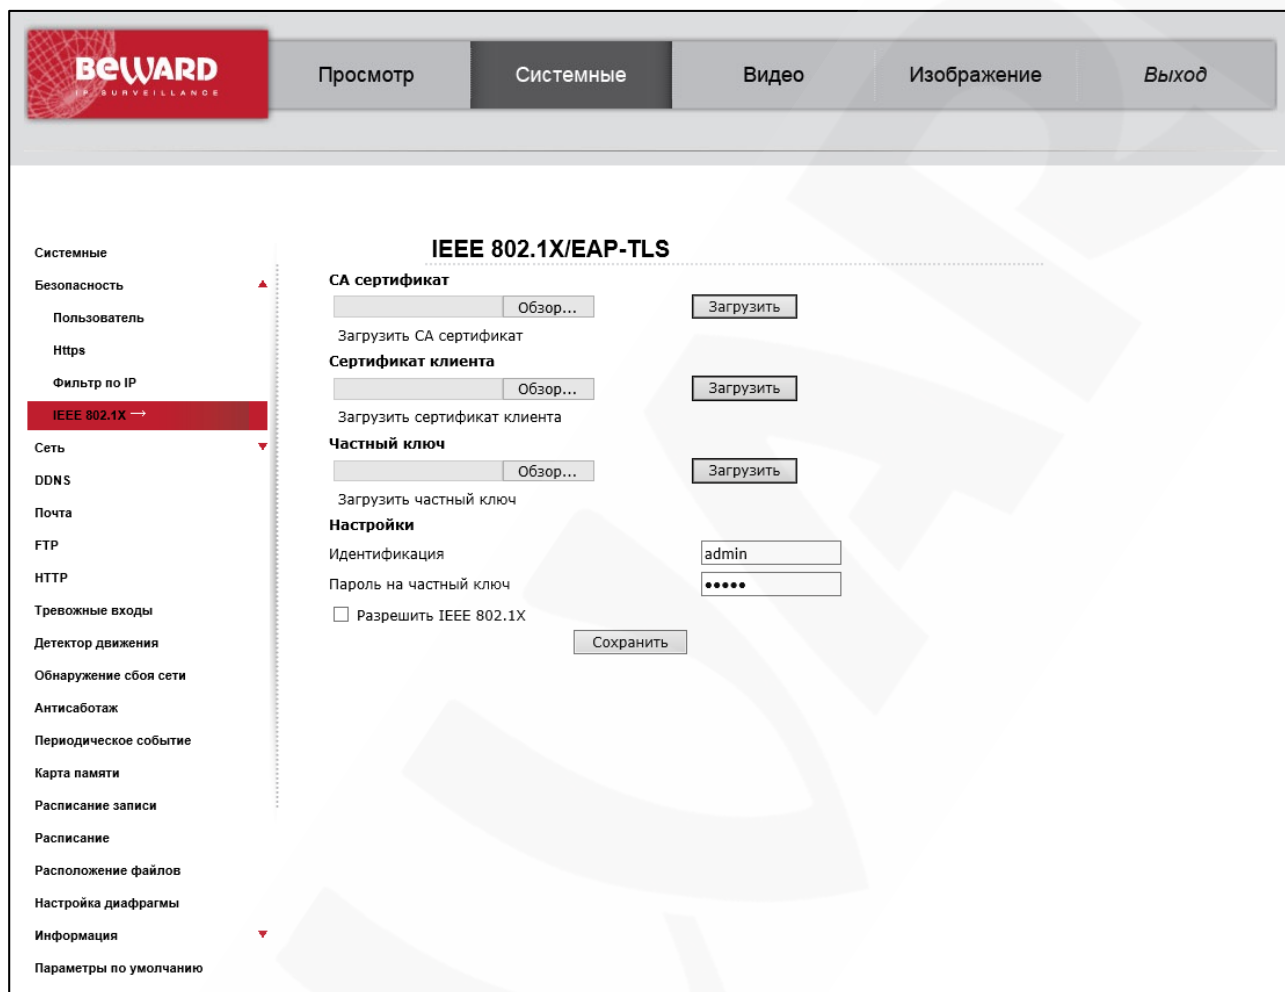 BEWARD
IP SURVEILLANCE
Просмотр
Системные
Видео
Изображение
Выход
Системные
Безопасность
Пользователь
Https
Фильтр по IP
IEEE 802.1X →
Сеть
DDNS
Почта
FTP
HTTP
Тревожные входы
Детектор движения
Обнаружение сбоя сети
Антисаботаж
Периодическое событие
Карта памяти
Расписание записи
Расписание
Расположение файлов
Настройка диафрагмы
Информация
Параметры по умолчанию
IEEE 802.1X/EAP-TLS
CA сертификат
Обзор...
Загрузить
Загрузить CA сертификат
Сертификат клиента
Обзор...
Загрузить
Загрузить сертификат клиента
Частный ключ
Обзор...
Загрузить
Загрузить частный ключ
Настройки
Идентификация
admin
Пароль на частный ключ
•••••
Разрешить IEEE 802.1X
Сохранить